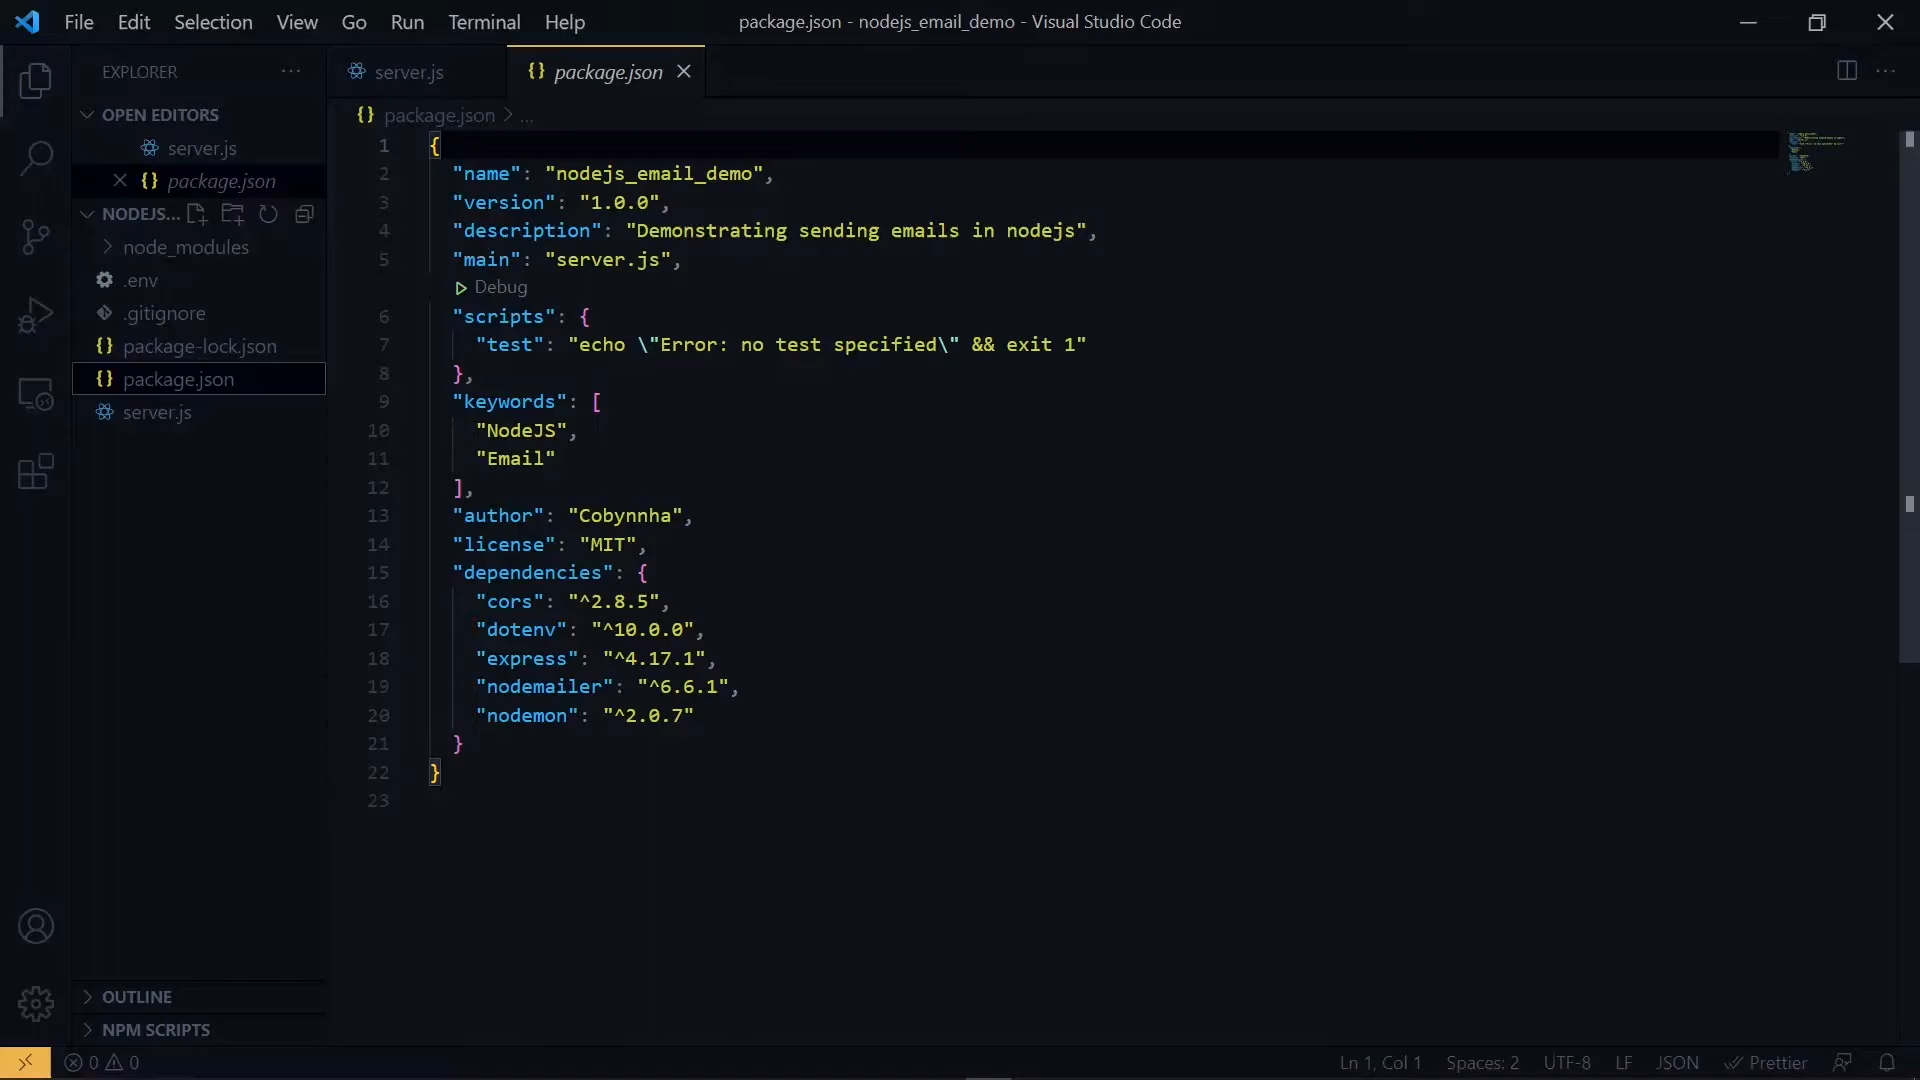 File Edit Selection View Go Run Terminal Help
package.json - nodejs_email_demo - Visual Studio Code
EXPLORER ...
server.js
package.json
OPEN EDITORS
server.js
package.json
NODEJS...
node_modules
.env
.gitignore
package-lock.json
package.json
server.js
OUTLINE
NPM SCRIPTS
package.json > ...
1 {
2 "name": "nodejs_email_demo",
3 "version": "1.0.0",
4 "description": "Demonstrating sending emails in nodejs",
5 "main": "server.js",
Debug
6 "scripts": {
7 "test": "echo \"Error: no test specified\" && exit 1"
8 },
9 "keywords": [
10 "NodeJS",
11 "Email"
12 ],
13 "author": "Cobynnha",
14 "license": "MIT",
15 "dependencies": {
16 "cors": "^2.8.5",
17 "dotenv": "^10.0.0",
18 "express": "^4.17.1",
19 "nodemailer": "^6.6.1",
20 "nodemon": "^2.0.7"
21 }
22 }
23
0 0
Ln 1, Col 1 Spaces: 2 UTF-8 LF JSON Prettier